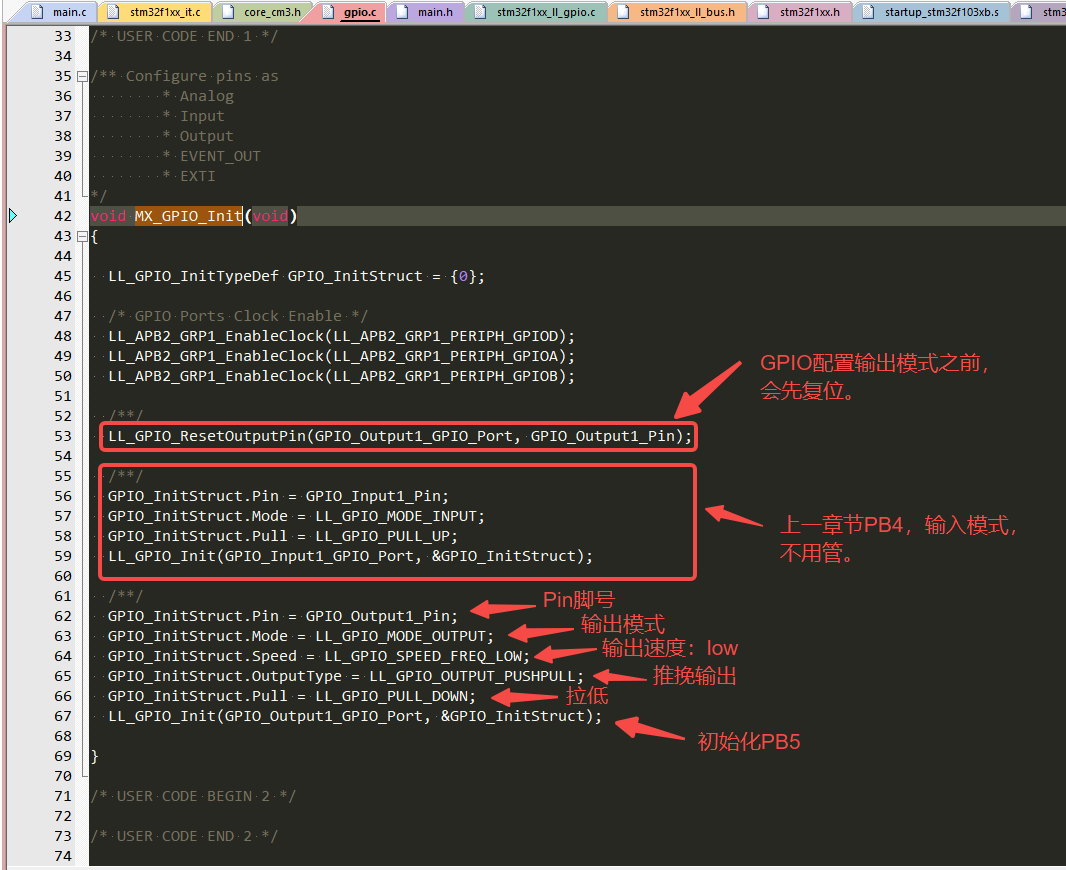 main.c stm32f1xx_it.c core_cm3.h gpio.c main.h stm32f1xx_ll_gpio.c stm32f1xx_ll_bus.h stm32f1xx.h startup_stm32f103xb.s stm3
33 /* USER CODE END 1 */
34
35 /** Configure pins as
36 * Analog
37 * Input
38 * Output
39 * EVENT_OUT
40 * EXTI
41 */
42 void MX_GPIO_Init(void)
43 {
44
45 LL_GPIO_InitTypeDef GPIO_InitStruct = {0};
46
47 /* GPIO Ports Clock Enable */
48 LL_APB2_GRP1_EnableClock(LL_APB2_GRP1_PERIPH_GPIOD);
49 LL_APB2_GRP1_EnableClock(LL_APB2_GRP1_PERIPH_GPIOA);
50 LL_APB2_GRP1_EnableClock(LL_APB2_GRP1_PERIPH_GPIOB);
GPIO配置输出模式之前，
会先复位。
51
52 /**/
53 LL_GPIO_ResetOutputPin(GPIO_Output1_GPIO_Port, GPIO_Output1_Pin);
54
55 /**/
56 GPIO_InitStruct.Pin = GPIO_Input1_Pin;
57 GPIO_InitStruct.Mode = LL_GPIO_MODE_INPUT;
58 GPIO_InitStruct.Pull = LL_GPIO_PULL_UP;
59 LL_GPIO_Init(GPIO_Input1_GPIO_Port, &GPIO_InitStruct);
上一章节PB4，输入模式，
不用管。
60
61 /**/
62 GPIO_InitStruct.Pin = GPIO_Output1_Pin;
Pin脚号
63 GPIO_InitStruct.Mode = LL_GPIO_MODE_OUTPUT;
输出模式
64 GPIO_InitStruct.Speed = LL_GPIO_SPEED_FREQ_LOW;
输出速度：low
65 GPIO_InitStruct.OutputType = LL_GPIO_OUTPUT_PUSHPULL;
推挽输出
66 GPIO_InitStruct.Pull = LL_GPIO_PULL_DOWN;
拉低
67 LL_GPIO_Init(GPIO_Output1_GPIO_Port, &GPIO_InitStruct);
初始化PB5
68
69 }
70
71 /* USER CODE BEGIN 2 */
72
73 /* USER CODE END 2 */
74